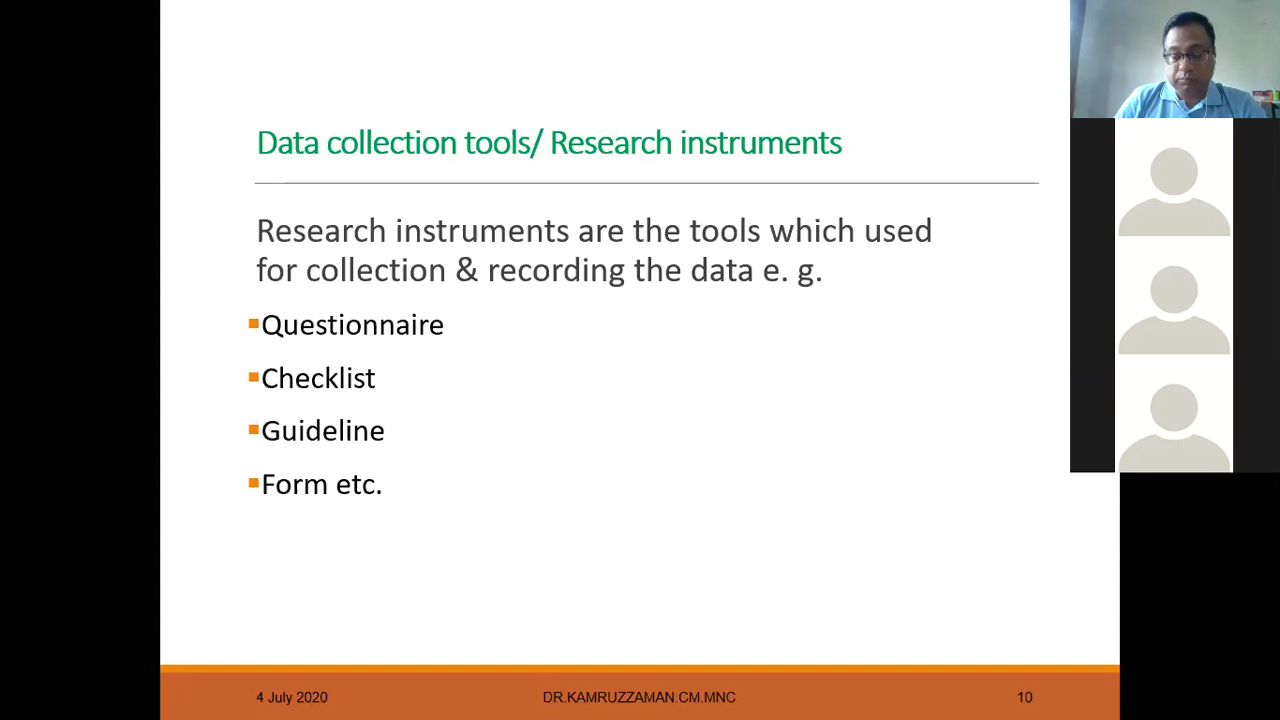 Data collection tools/ Research instruments
Research instruments are the tools which used
for collection & recording the data e. g.
Questionnaire
Checklist
Guideline
Form etc.
4 July 2020
DR.KAMRUZZAMAN.CM.MNC
10